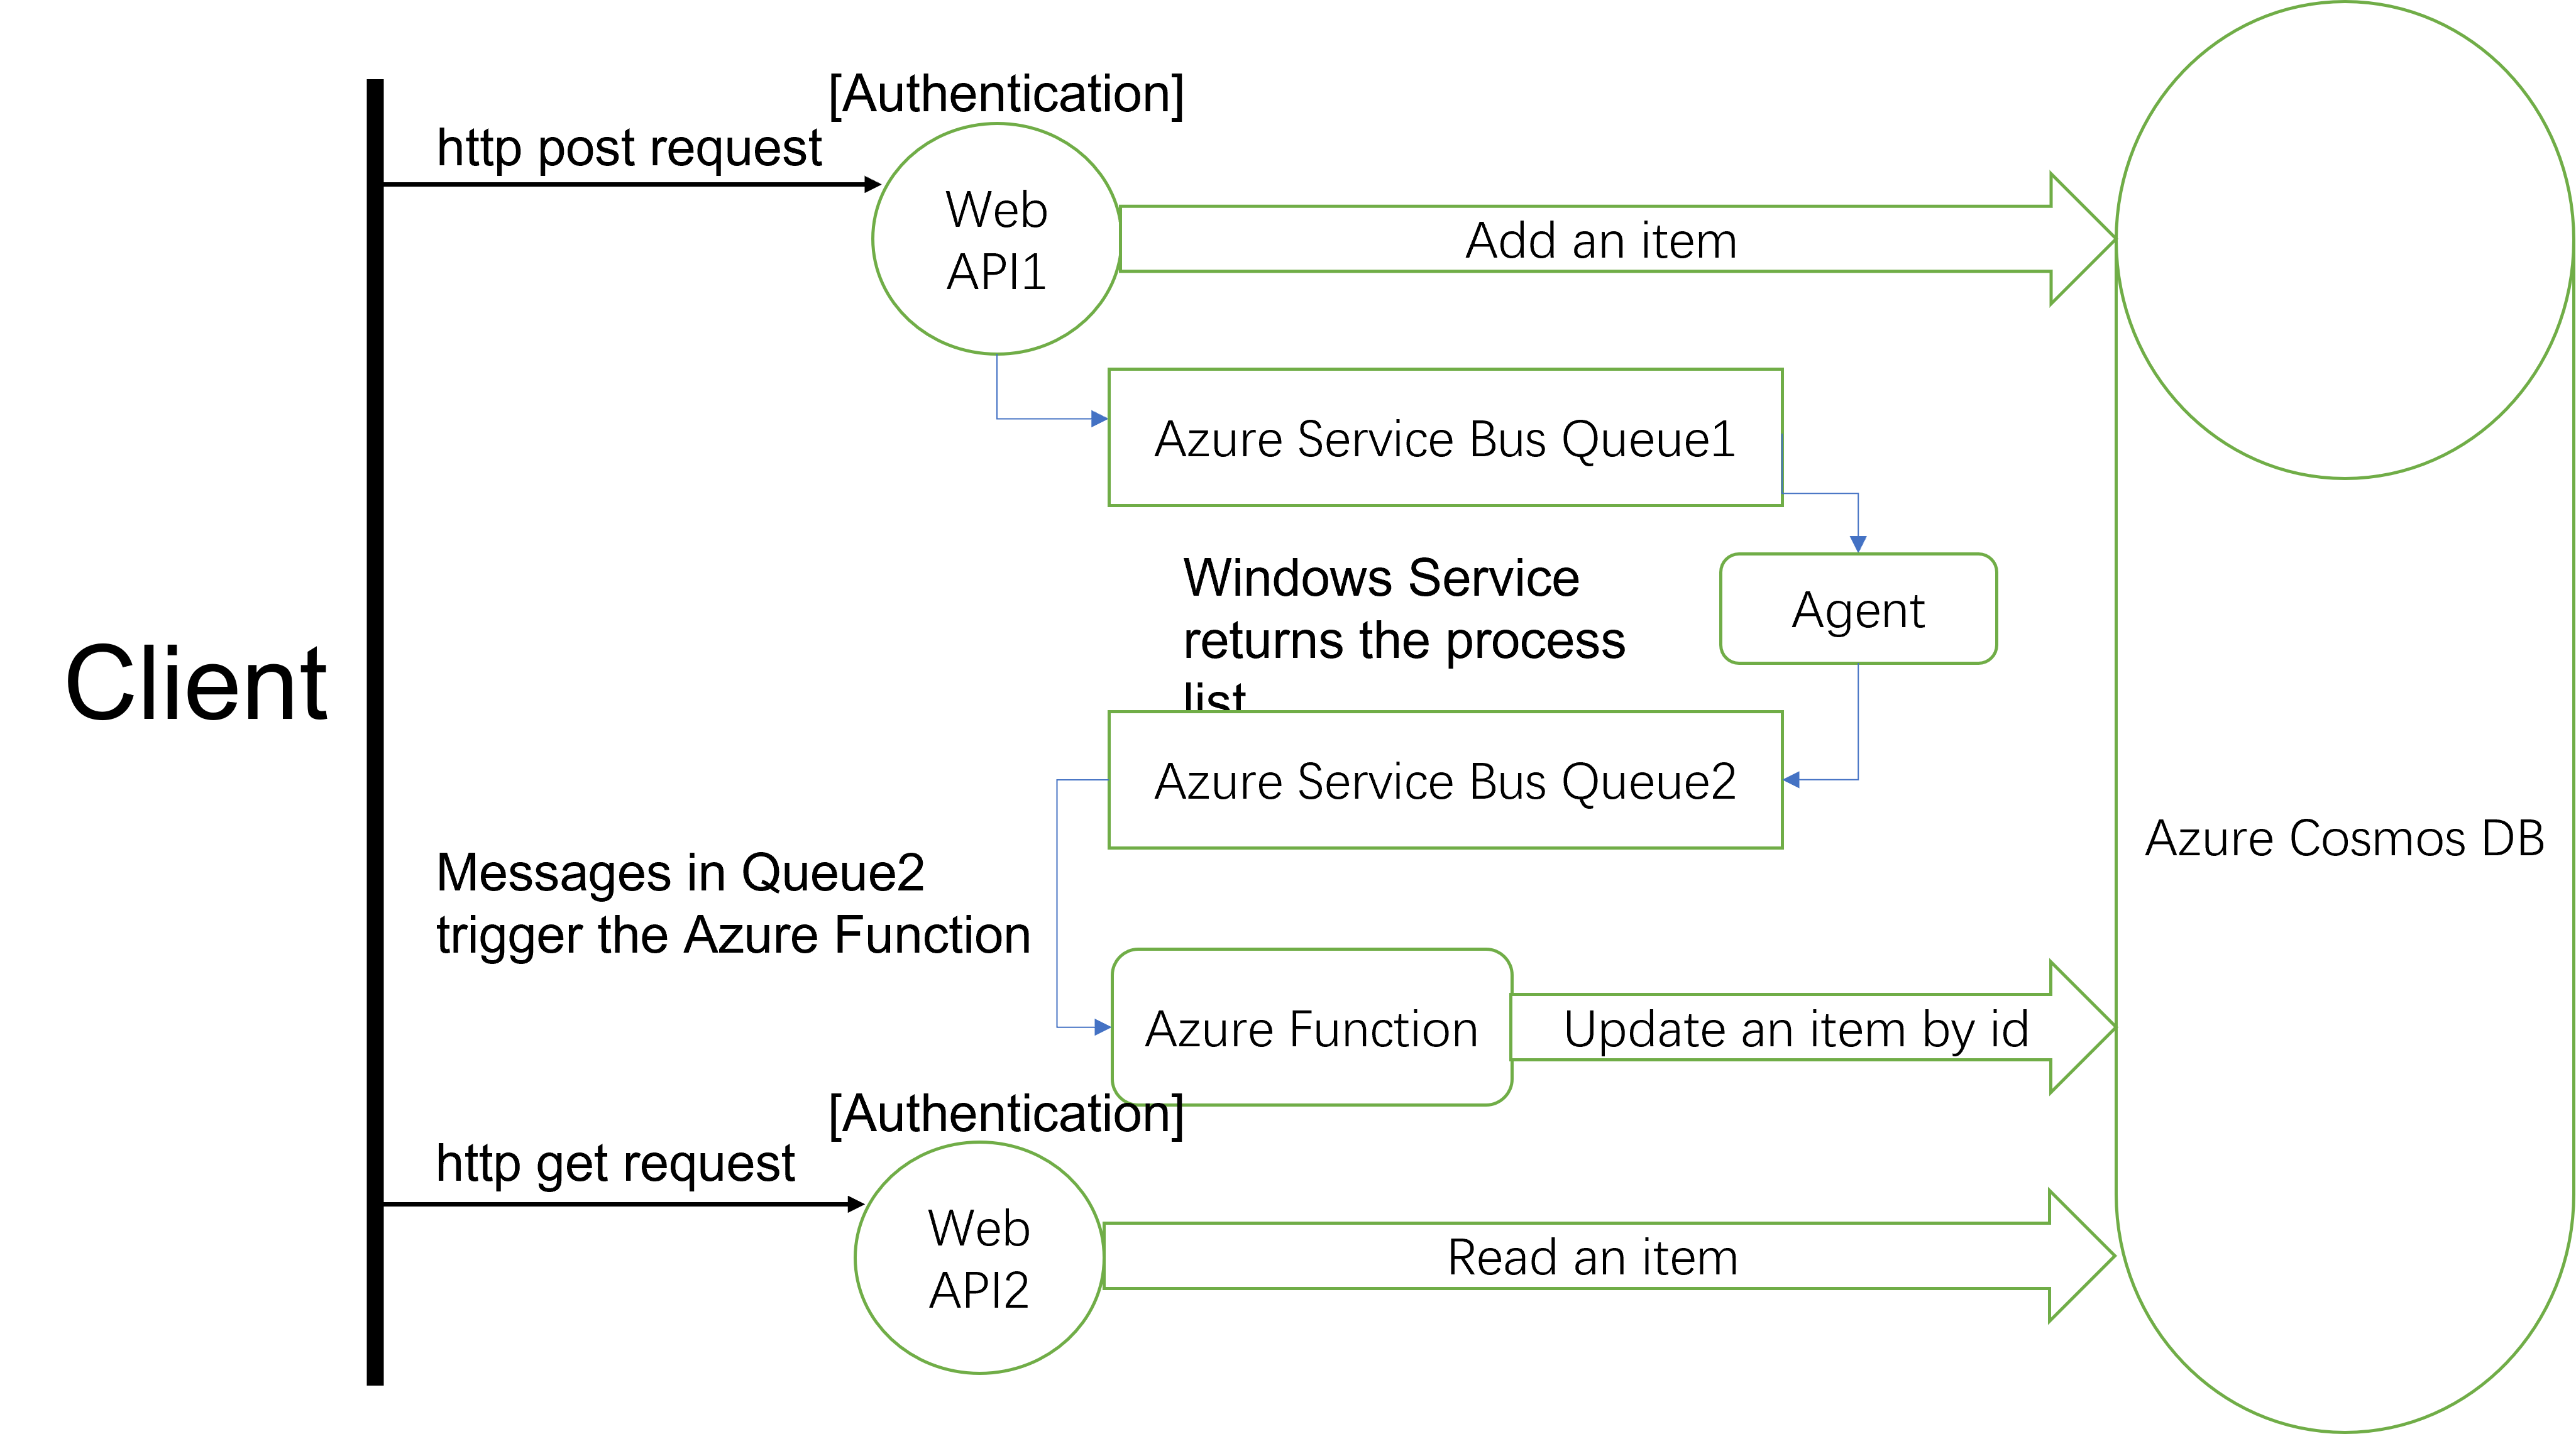 [Authentication]
http post request
Web
API1
Add an item
Azure Service Bus Queue1
Windows Service
returns the process
list
Agent
Client
Azure Service Bus Queue2
Azure Cosmos DB
Messages in Queue2
trigger the Azure Function
Azure Function
Update an item by id
[Authentication]
http get request
Web
API2
Read an item